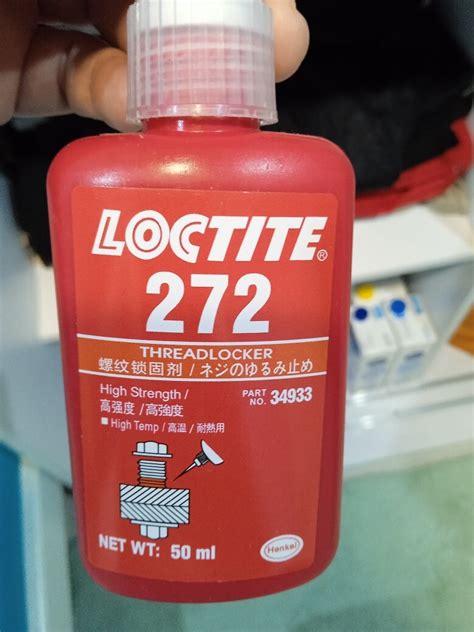 LOCTITE®
272
THREADLOCKER
螺纹锁固剂 / ネジのゆるみ止め
High Strength /
高强度 / 高強度
PART NO. 34933
■ High Temp / 高温 / 耐熱用
NET WT: 50 ml
Henkel